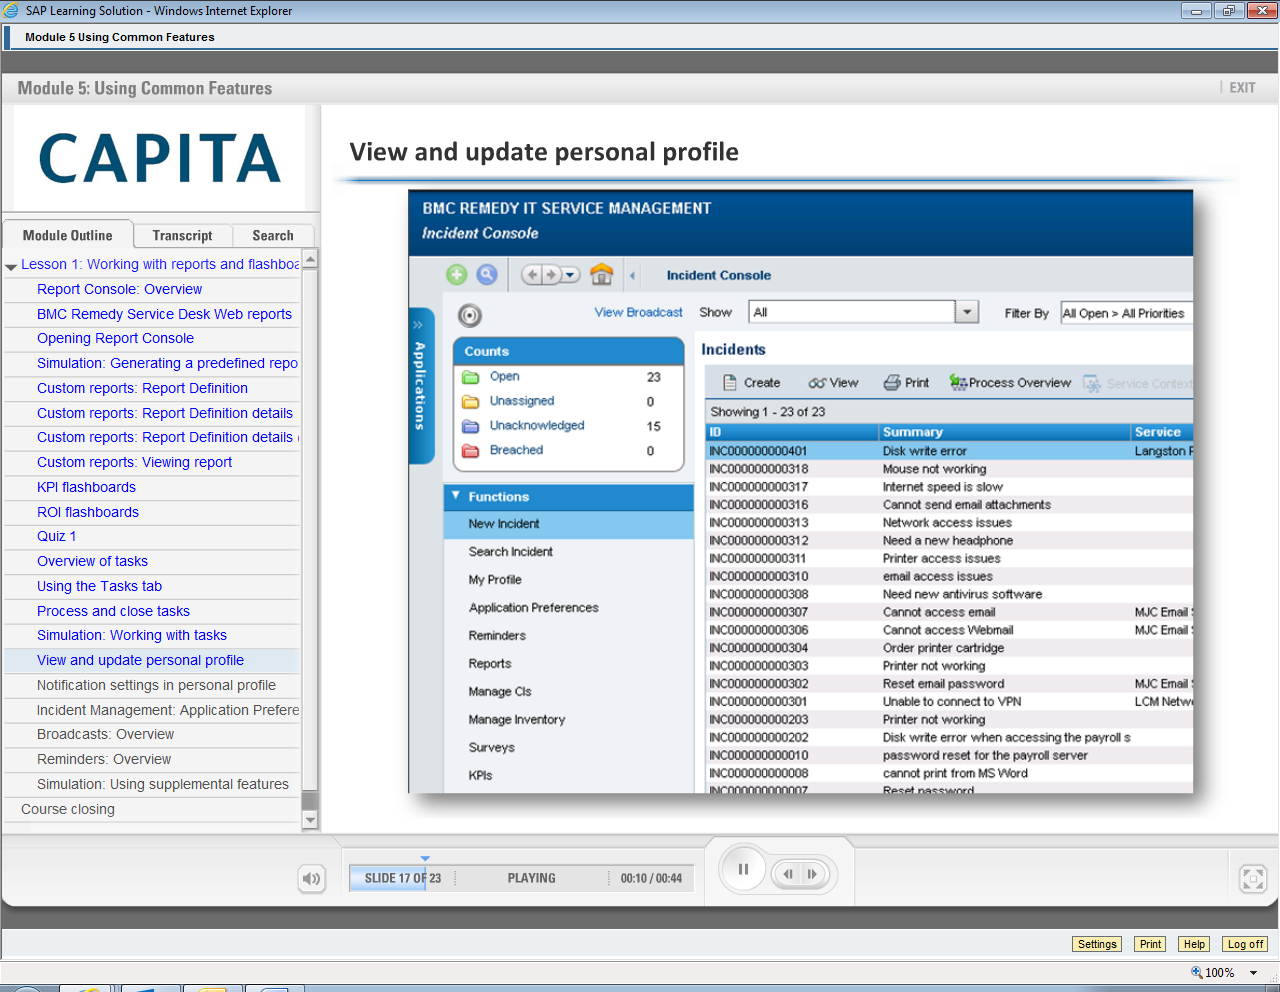 SAP Learning Solution - Windows Internet Explorer
Module 5 Using Common Features
Module 5: Using Common Features
EXIT
CAPITA
Module Outline
Transcript
Search
Lesson 1: Working with reports and flashboa
Report Console: Overview
BMC Remedy Service Desk Web reports
Opening Report Console
Simulation: Generating a predefined repo
Custom reports: Report Definition
Custom reports: Report Definition details
Custom reports: Report Definition details (
Custom reports: Viewing report
KPI flashboards
ROI flashboards
Quiz 1
Overview of tasks
Using the Tasks tab
Process and close tasks
Simulation: Working with tasks
View and update personal profile
Notification settings in personal profile
Incident Management: Application Prefere
Broadcasts: Overview
Reminders: Overview
Simulation: Using supplemental features
Course closing
View and update personal profile
BMC REMEDY IT SERVICE MANAGEMENT
Incident Console
Incident Console
View Broadcast Show All Filter By All Open > All Priorities
Applications
Counts
Open 23
Unassigned 0
Unacknowledged 15
Breached 0
Functions
New Incident
Search Incident
My Profile
Application Preferences
Reminders
Reports
Manage CIs
Manage Inventory
Surveys
KPIs
Incidents
Create View Print Process Overview Service Context
Showing 1 - 23 of 23
ID Summary Service
INC000000000401 Disk write error Langston F
INC000000000318 Mouse not working
INC000000000317 Internet speed is slow
INC000000000316 Cannot send email attachments
INC000000000313 Network access issues
INC000000000312 Need a new headphone
INC000000000311 Printer access issues
INC000000000310 email access issues
INC000000000308 Need new antivirus software
INC000000000307 Cannot access email MJC Email S
INC000000000306 Cannot access Webmail MJC Email S
INC000000000304 Order printer cartridge
INC000000000303 Printer not working
INC000000000302 Reset email password MJC Email S
INC000000000301 Unable to connect to VPN LCM Netw
INC000000000203 Printer not working
INC000000000202 Disk write error when accessing the payroll s
INC000000000010 password reset for the payroll server
INC000000000008 cannot print from MS Word
INC000000000007 Reset password
SLIDE 17 OF 23
PLAYING
00:10 / 00:44
Settings
Print
Help
Log off
100%